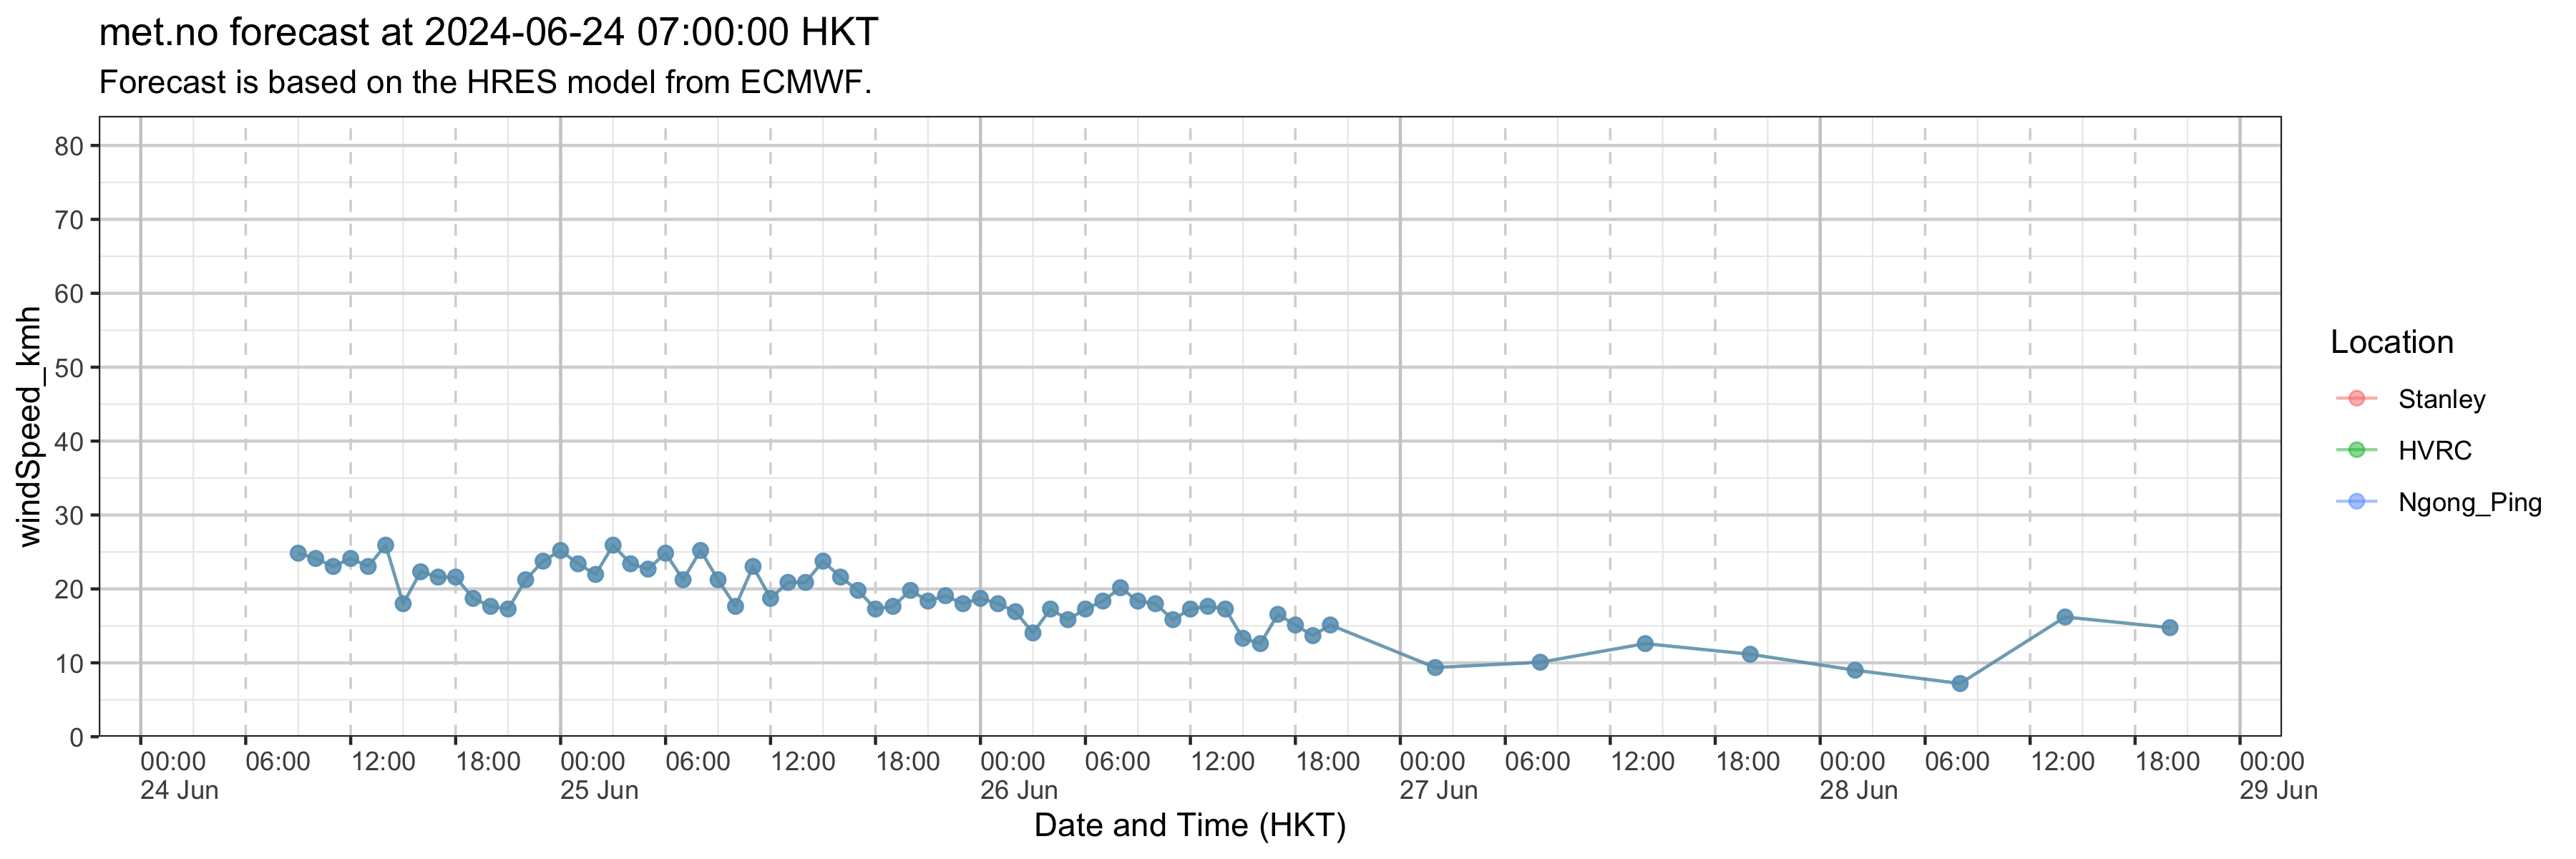 met.no forecast at 2024-06-24 07:00:00 HKT
Forecast is based on the HRES model from ECMWF.
windSpeed_kmh
80
70
60
50
40
30
20
10
0
00:00 06:00 12:00 18:00 00:00 06:00 12:00 18:00 00:00 06:00 12:00 18:00 00:00 06:00 12:00 18:00 00:00 06:00 12:00 18:00 00:00
24 Jun 25 Jun 26 Jun 27 Jun 28 Jun 29 Jun
Date and Time (HKT)
Location
Stanley
HVRC
Ngong_Ping